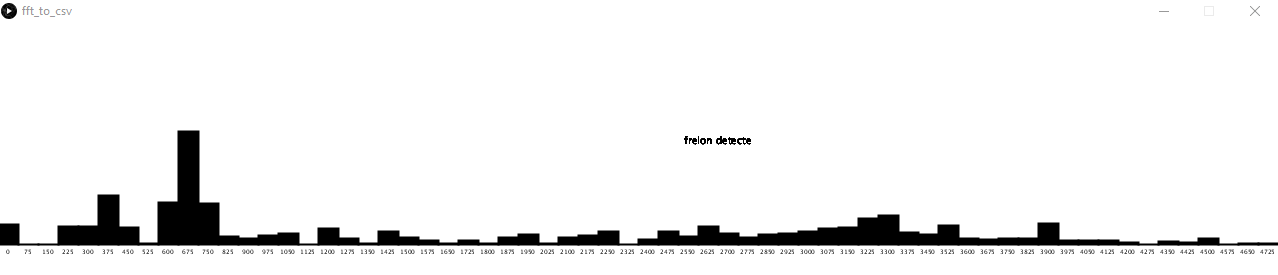 fft_to_csv
frelon detecte
0 75 150 225 300 375 450 525 600 675 750 825 900 975 1050 1125 1200 1275 1350 1425 1500 1575 1650 1725 1800 1875 1950 2025 2100 2175 2250 2325 2400 2475 2550 2625 2700 2775 2850 2925 3000 3075 3150 3225 3300 3375 3450 3525 3600 3675 3750 3825 3900 3975 4050 4125 4200 4275 4350 4425 4500 4575 4650 4725